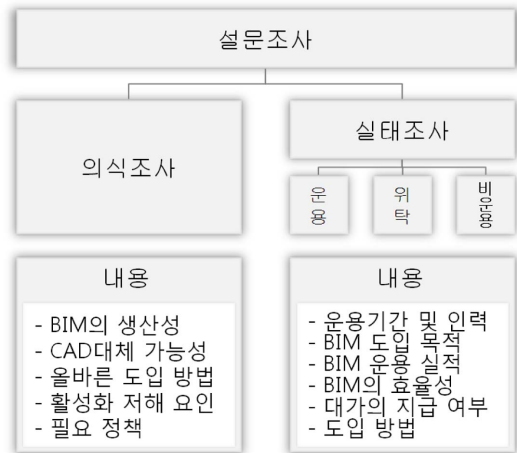 설문조사
의식조사
실태조사
운용
위탁
비운용
내용
- BIM의 생산성
- CAD대체 가능성
- 올바른 도입 방법
- 활성화 저해 요인
- 필요 정책
내용
- 운용기간 및 인력
- BIM 도입 목적
- BIM 운용 실적
- BIM의 효율성
- 대가의 지급 여부
- 도입 방법